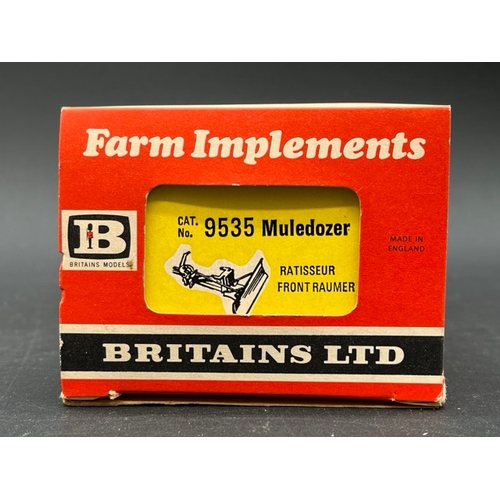 Farm Implements
CAT.
No. 9535 Muledozer
RATISSEUR
FRONT RAUMER
B
BRITAINS MODELS
MADE IN
ENGLAND
BRITAINS LTD